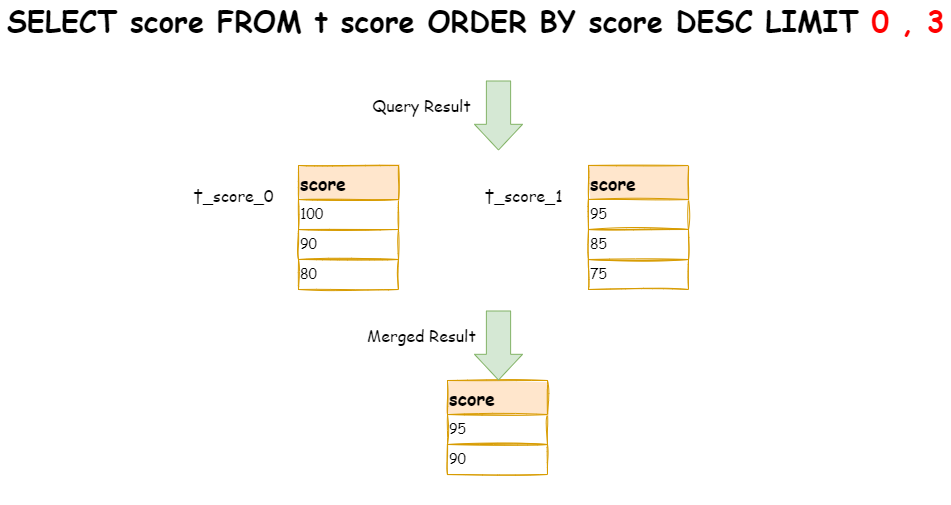 SELECT score FROM t score ORDER BY score DESC LIMIT 0 , 3
Query Result
t_score_0
score
100
90
80
t_score_1
score
95
85
75
Merged Result
score
95
90